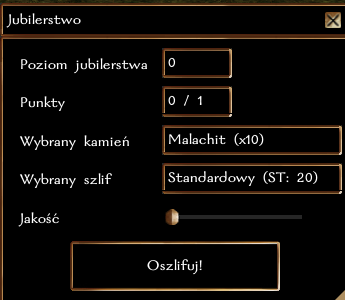 Jubilerstwo
Poziom jubilerstwa 0
Punkty 0 / 1
Wybrany kamień Malachit (x10)
Wybrany szlif Standardowy (ST: 20)
Jakość
Oszlifuj!